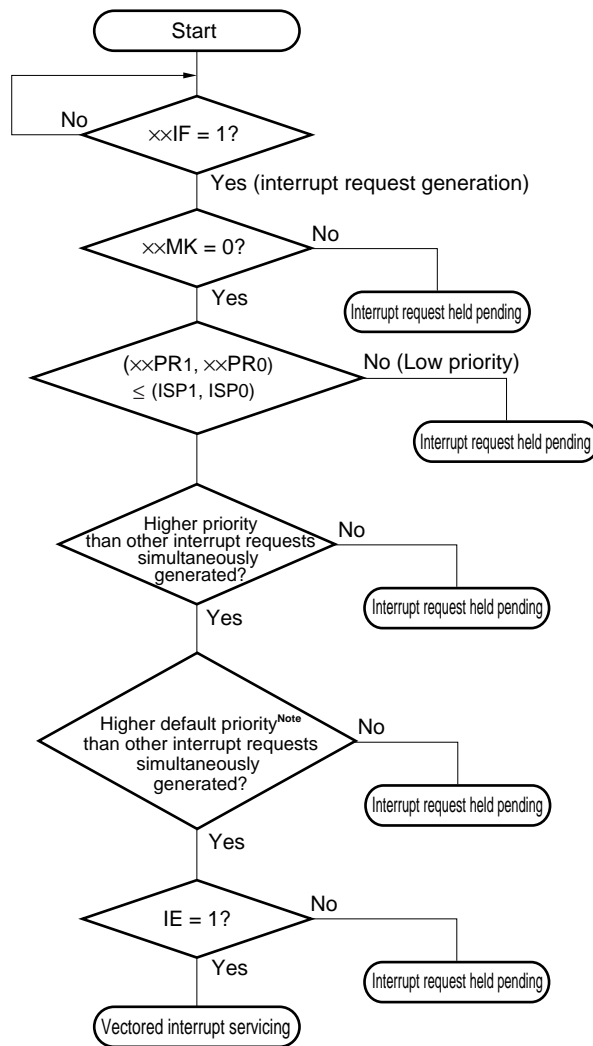 Start
No
××IF = 1?
Yes (interrupt request generation)
××MK = 0?
No
Yes
Interrupt request held pending
(××PR1, ××PR0)
≤ (ISP1, ISP0)
No (Low priority)
Interrupt request held pending
Higher priority
than other interrupt requests
simultaneously
generated?
No
Interrupt request held pending
Yes
Higher default priorityNote
than other interrupt requests
simultaneously
generated?
No
Interrupt request held pending
Yes
IE = 1?
No
Yes
Interrupt request held pending
Vectored interrupt servicing